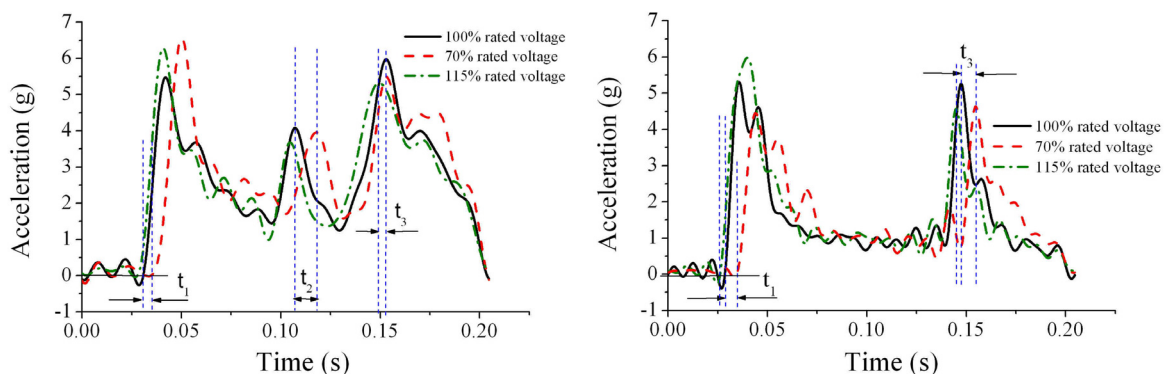 7
6
5
4
3
2
1
0
-1
Acceleration (g)
100% rated voltage
70% rated voltage
115% rated voltage
t1
t2
t3
0.00 0.05 0.10 0.15 0.20
Time (s)
7
6
5
4
3
2
1
0
-1
Acceleration (g)
t3
100% rated voltage
70% rated voltage
115% rated voltage
t1
0.00 0.05 0.10 0.15 0.20
Time (s)